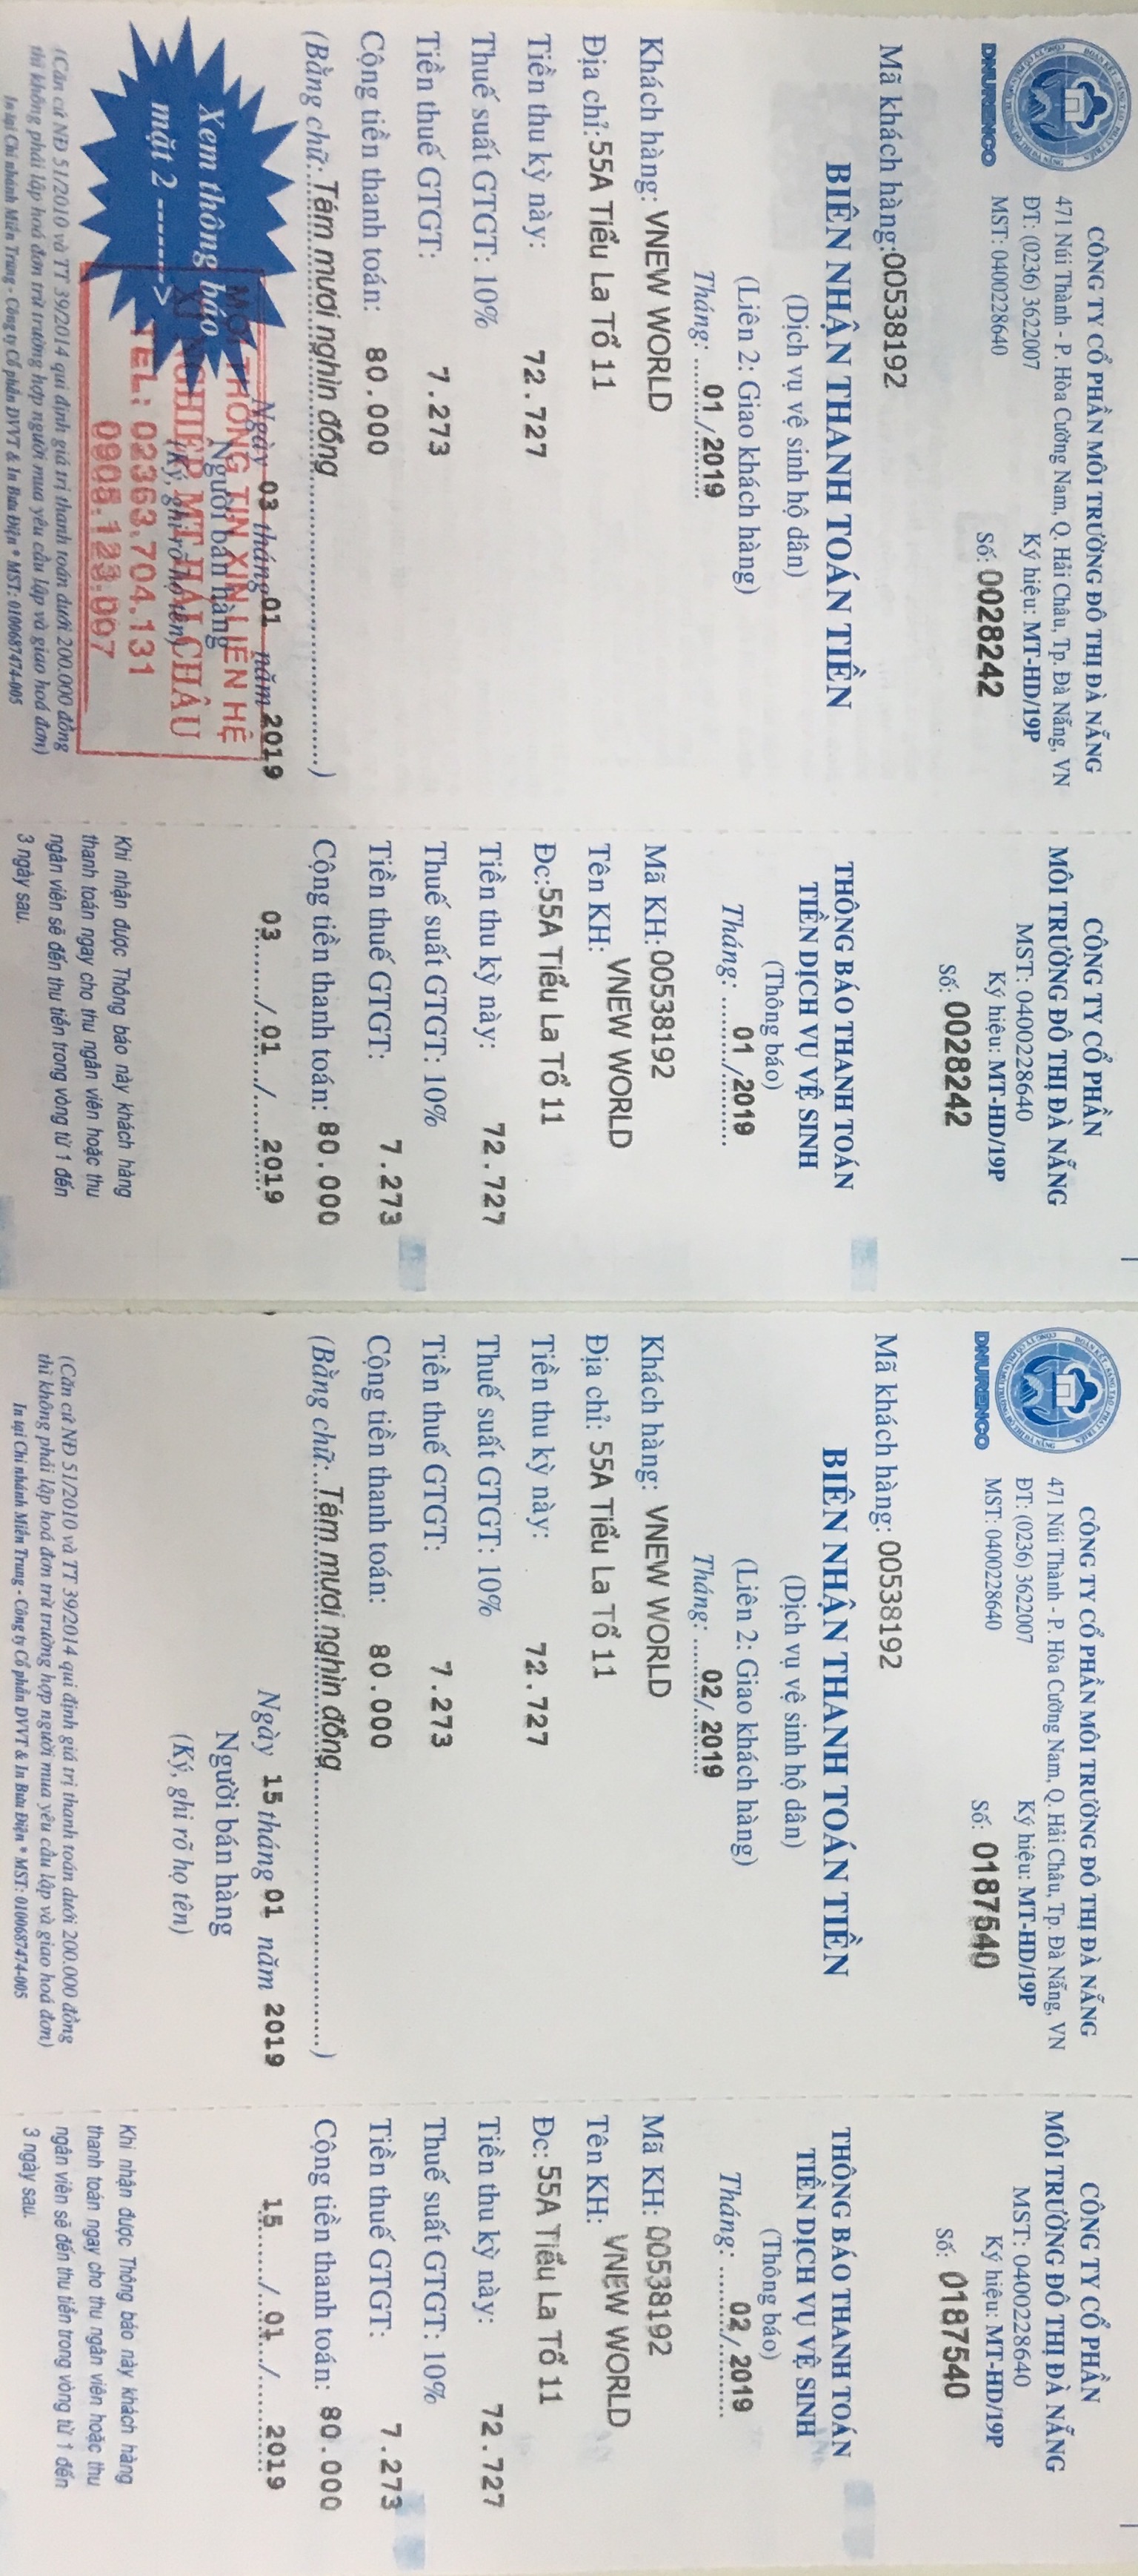 CÔNG TY CỔ PHẦN MÔI TRƯỜNG ĐÔ THỊ ĐÀ NẴNG
471 Núi Thành - P. Hòa Cường Nam, Q. Hải Châu, Tp. Đà Nẵng, VN
ĐT: (0236) 3622007 Ký hiệu: MT-HD/19P
MST: 0400228640 Số: 0028242
DNURENCO
Mã khách hàng:00538192
BIÊN NHẬN THANH TOÁN TIỀN
(Dịch vụ vệ sinh hộ dân)
(Liên 2: Giao khách hàng)
Tháng: ......01./2019
Khách hàng: VNEW WORLD
Địa chỉ:55A Tiểu La Tổ 11
Tiền thu kỳ này: 72.727
Thuế suất GTGT: 10%
Tiền thuế GTGT: 7.273
Cộng tiền thanh toán: 80.000
(Bằng chữ: Tám mươi nghìn đồng..............................)
Ngày 03 tháng 01 năm 2019
Người bán hàng
(Ký, ghi rõ họ tên)
Xem thông báo
mặt 2 ------->
MỌI THÔNG TIN XIN LIÊN HỆ
XÍ NGHIỆP MT HẢI CHÂU
TEL: 02363.704.131
0905.123.097
(Căn cứ NĐ 51/2010 và TT 39/2014 qui định giá trị thanh toán dưới 200.000 đồng
thì không phải lập hoá đơn trừ trường hợp người mua yêu cầu lập và giao hoá đơn)
In tại Chi nhánh Miền Trung - Công ty Cổ phần DVVT & In Bưu Điện * MST: 0100687474-005
CÔNG TY CỔ PHẦN
MÔI TRƯỜNG ĐÔ THỊ ĐÀ NẴNG
MST: 0400228640
Ký hiệu: MT-HD/19P
Số: 0028242
THÔNG BÁO THANH TOÁN
TIỀN DỊCH VỤ VỆ SINH
(Thông báo)
Tháng: ......01./2019
Mã KH:00538192
Tên KH: VNEW WORLD
Đc:55A Tiểu La Tổ 11
Tiền thu kỳ này: 72.727
Thuế suất GTGT: 10%
Tiền thuế GTGT: 7.273
Cộng tiền thanh toán: 80.000
03....../.01.../......2019
Khi nhận được Thông báo này khách hàng
thanh toán ngay cho thu ngân viên hoặc thu
ngân viên sẽ đến thu tiền trong vòng từ 1 đến
3 ngày sau.
CÔNG TY CỔ PHẦN MÔI TRƯỜNG ĐÔ THỊ ĐÀ NẴNG
471 Núi Thành - P. Hòa Cường Nam, Q. Hải Châu, Tp. Đà Nẵng, VN
ĐT: (0236) 3622007 Ký hiệu: MT-HD/19P
MST: 0400228640 Số: 0187540
DNURENCO
Mã khách hàng: 00538192
BIÊN NHẬN THANH TOÁN TIỀN
(Dịch vụ vệ sinh hộ dân)
(Liên 2: Giao khách hàng)
Tháng: ......02./2019
Khách hàng: VNEW WORLD
Địa chỉ: 55A Tiểu La Tổ 11
Tiền thu kỳ này: 72.727
Thuế suất GTGT: 10%
Tiền thuế GTGT: 7.273
Cộng tiền thanh toán: 80.000
(Bằng chữ: Tám mươi nghìn đồng..............................)
Ngày 15 tháng 01 năm 2019
Người bán hàng
(Ký, ghi rõ họ tên)
(Căn cứ NĐ 51/2010 và TT 39/2014 qui định giá trị thanh toán dưới 200.000 đồng
thì không phải lập hoá đơn trừ trường hợp người mua yêu cầu lập và giao hoá đơn)
In tại Chi nhánh Miền Trung - Công ty Cổ phần DVVT & In Bưu Điện * MST: 0100687474-005
CÔNG TY CỔ PHẦN
MÔI TRƯỜNG ĐÔ THỊ ĐÀ NẴNG
MST: 0400228640
Ký hiệu: MT-HD/19P
Số: 0187540
THÔNG BÁO THANH TOÁN
TIỀN DỊCH VỤ VỆ SINH
(Thông báo)
Tháng: ......02./2019
Mã KH: 00538192
Tên KH: VNEW WORLD
Đc: 55A Tiểu La Tổ 11
Tiền thu kỳ này: 72.727
Thuế suất GTGT: 10%
Tiền thuế GTGT: 7.273
Cộng tiền thanh toán: 80.000
15....../.01.../......2019
Khi nhận được Thông báo này khách hàng
thanh toán ngay cho thu ngân viên hoặc thu
ngân viên sẽ đến thu tiền trong vòng từ 1 đến
3 ngày sau.